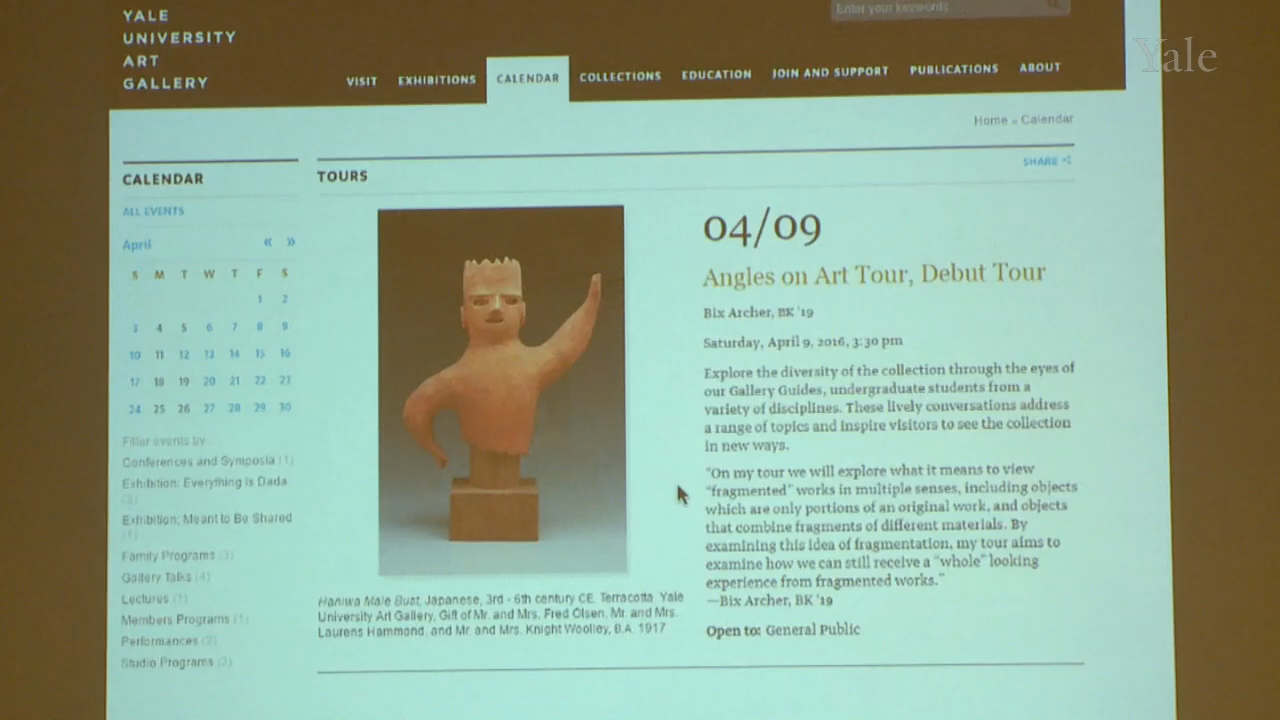 YALE
UNIVERSITY
ART
GALLERY
Enter your keywords
Yale
VISIT EXHIBITIONS CALENDAR COLLECTIONS EDUCATION JOIN AND SUPPORT PUBLICATIONS ABOUT
Home » Calendar
CALENDAR
ALL EVENTS
April « »
S M T W T F S
1 2
3 4 5 6 7 8 9
10 11 12 13 14 15 16
17 18 19 20 21 22 23
24 25 26 27 28 29 30
Filter events by
Conferences and Symposia (1)
Exhibition: Everything Is Dada
(2)
Exhibition: Meant to Be Shared
(1)
Family Programs (3)
Gallery Talks (4)
Lectures (1)
Members Programs (1)
Performances (2)
Studio Programs (2)
TOURS
SHARE
Haniwa Male Bust, Japanese, 3rd - 6th century CE. Terracotta. Yale
University Art Gallery, Gift of Mr. and Mrs. Fred Olsen, Mr. and Mrs.
Laurens Hammond, and Mr. and Mrs. Knight Woolley, B.A. 1917
04/09
Angles on Art Tour, Debut Tour
Bix Archer, BK '19
Saturday, April 9, 2016, 3:30 pm
Explore the diversity of the collection through the eyes of
our Gallery Guides, undergraduate students from a
variety of disciplines. These lively conversations address
a range of topics and inspire visitors to see the collection
in new ways.
"On my tour we will explore what it means to view
"fragmented" works in multiple senses, including objects
which are only portions of an original work, and objects
that combine fragments of different materials. By
examining this idea of fragmentation, my tour aims to
examine how we can still receive a "whole" looking
experience from fragmented works."
—Bix Archer, BK '19
Open to: General Public